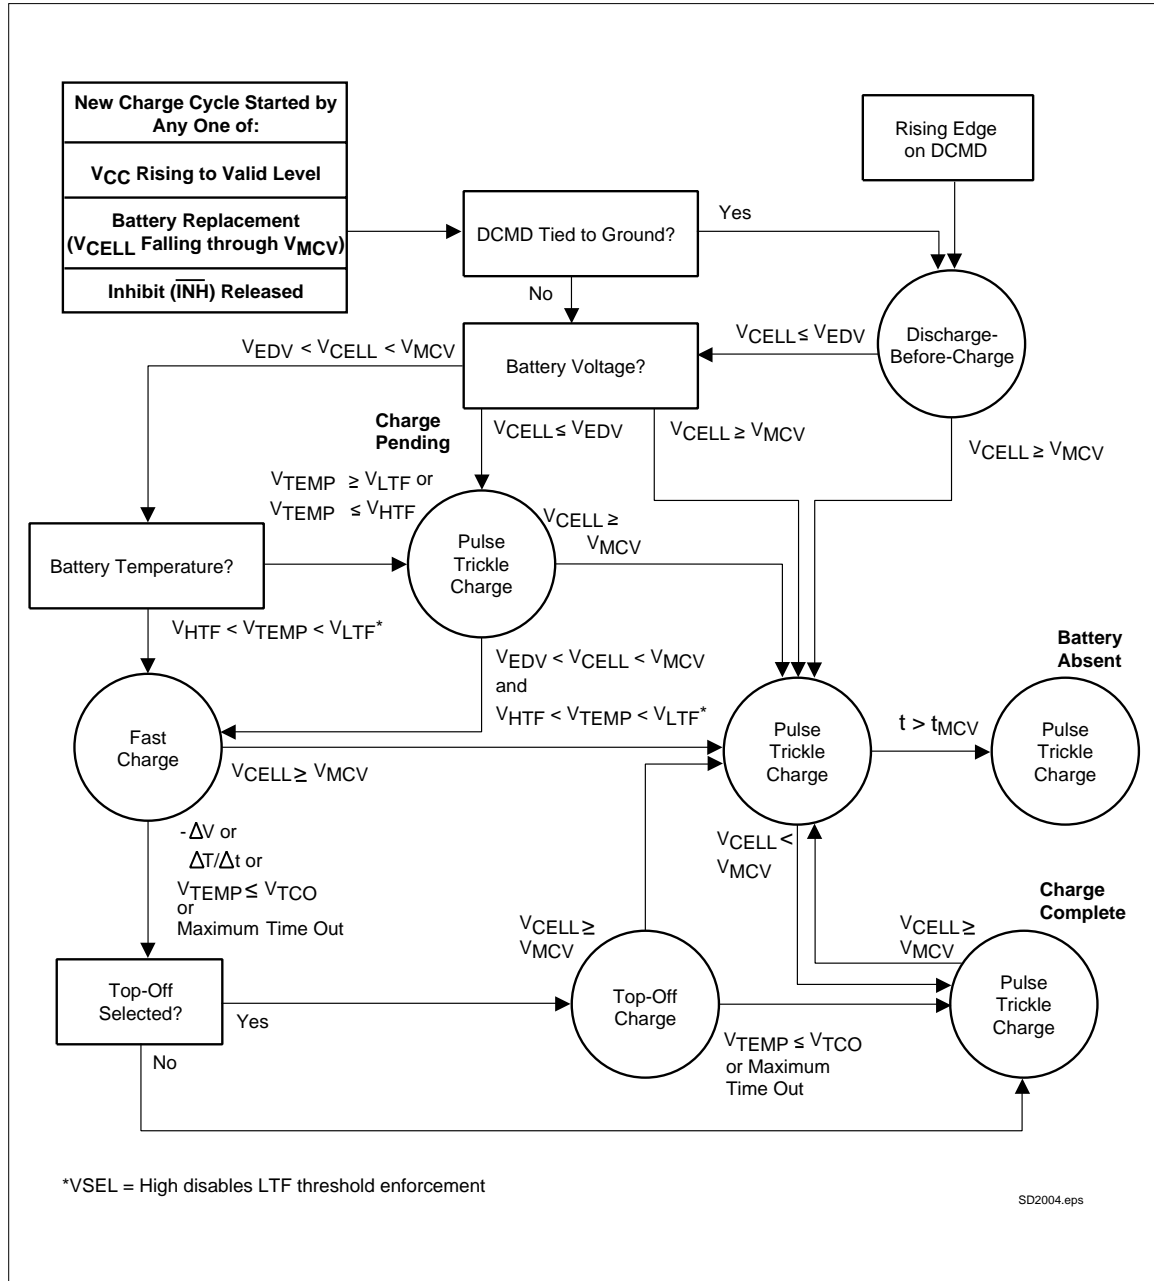 New Charge Cycle Started by
Any One of:
VCC Rising to Valid Level
Battery Replacement
(VCELL Falling through VMCV)
Inhibit (INH) Released
Rising Edge
on DCMD
DCMD Tied to Ground?
Yes
No
Discharge-
Before-Charge
VCELL ≤ VEDV
VEDV < VCELL < VMCV
Battery Voltage?
Charge
Pending
VCELL ≤ VEDV
VCELL ≥ VMCV
VCELL ≥ VMCV
VTEMP ≥ VLTF or
VTEMP ≤ VHTF
VCELL ≥
VMCV
Battery Temperature?
Pulse
Trickle
Charge
VHTF < VTEMP < VLTF*
VEDV < VCELL < VMCV
and
VHTF < VTEMP < VLTF*
Battery
Absent
Fast
Charge
VCELL ≥ VMCV
Pulse
Trickle
Charge
t > tMCV
Pulse
Trickle
Charge
-ΔV or
ΔT/Δt or
VTEMP ≤ VTCO
or
Maximum Time Out
VCELL <
VMCV
Charge
Complete
VCELL ≥
VMCV
VCELL ≥
VMCV
Top-Off
Selected?
Yes
No
Top-Off
Charge
VTEMP ≤ VTCO
or Maximum
Time Out
Pulse
Trickle
Charge
*VSEL = High disables LTF threshold enforcement
SD2004.eps